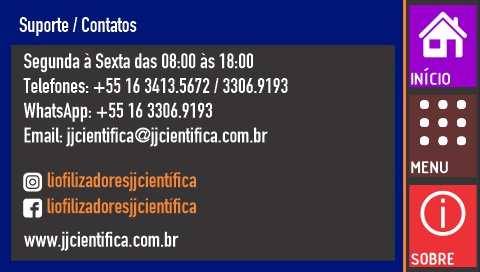 Suporte / Contatos
Segunda à Sexta das 08:00 às 18:00
Telefones: +55 16 3413.5672 / 3306.9193
WhatsApp: +55 16 3306.9193
Email: jjcientifica@jjcientifica.com.br
liofilizadoresjjcientífica
liofilizadoresjjcientífica
www.jjcientifica.com.br
INÍCIO
MENU
SOBRE